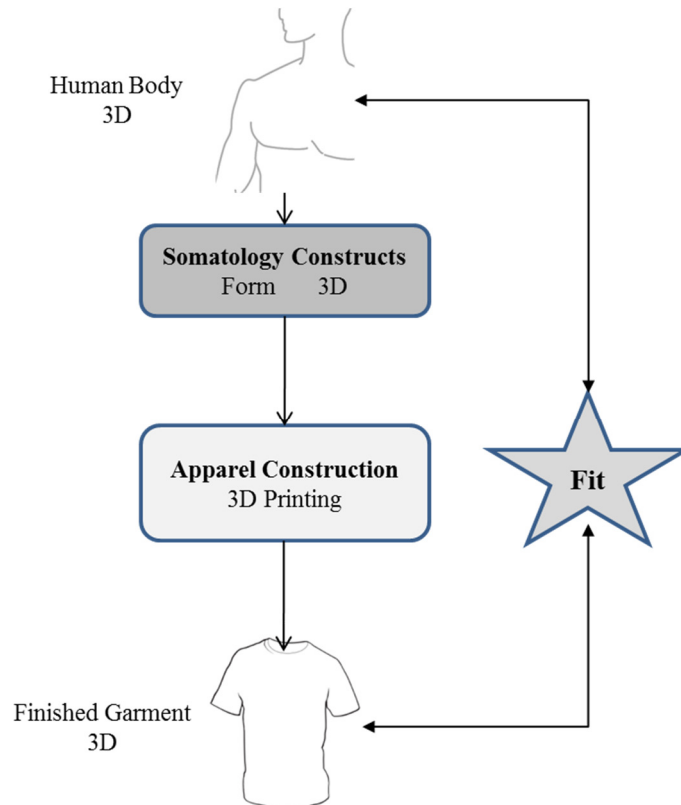 Human Body
3D
Somatology Constructs
Form 3D
Apparel Construction
3D Printing
Fit
Finished Garment
3D